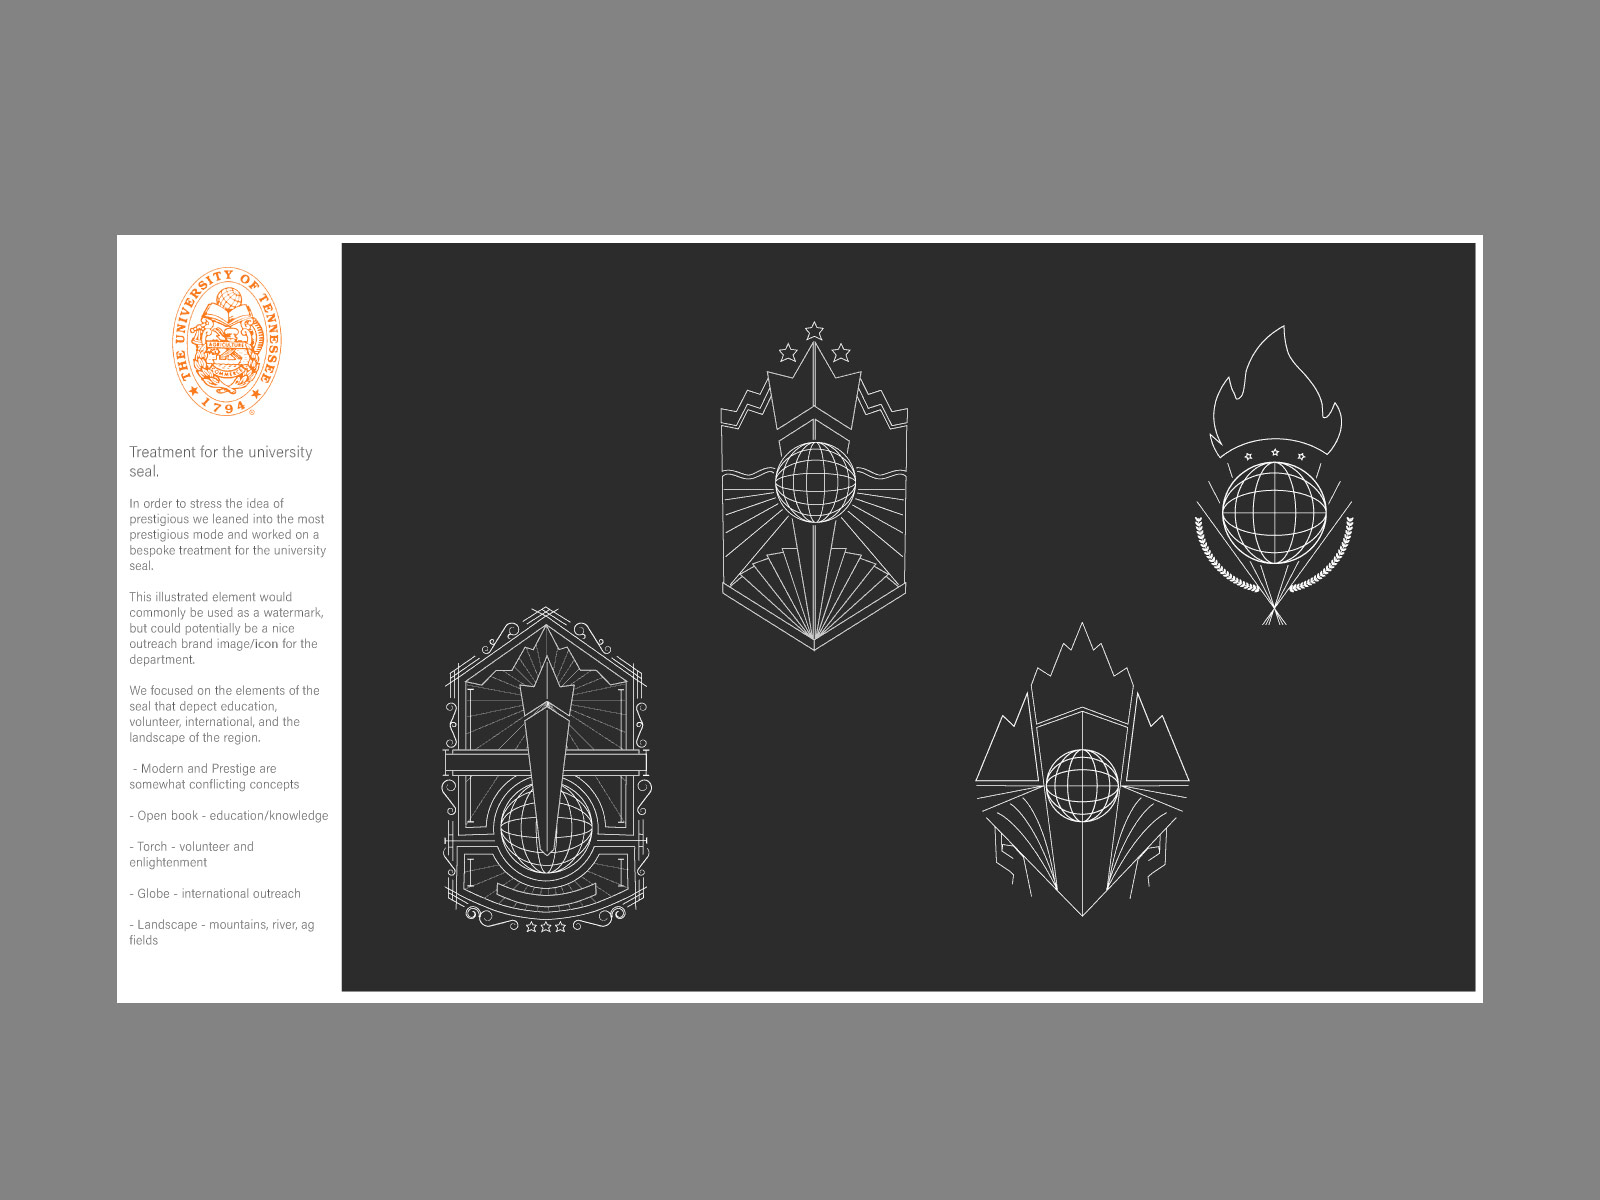 THE UNIVERSITY OF TENNESSEE
AGRICULTURE
COMMERCE
★ 1794 ★
©
Treatment for the university
seal.
In order to stress the idea of
prestigious we leaned into the most
prestigious mode and worked on a
bespoke treatment for the university
seal.
This illustrated element would
commonly be used as a watermark,
but could potentially be a nice
outreach brand image/icon for the
department.
We focused on the elements of the
seal that depect education,
volunteer, international, and the
landscape of the region.
- Modern and Prestige are
somewhat conflicting concepts
- Open book - education/knowledge
- Torch - volunteer and
enlightenment
- Globe - international outreach
- Landscape - mountains, river, ag
fields